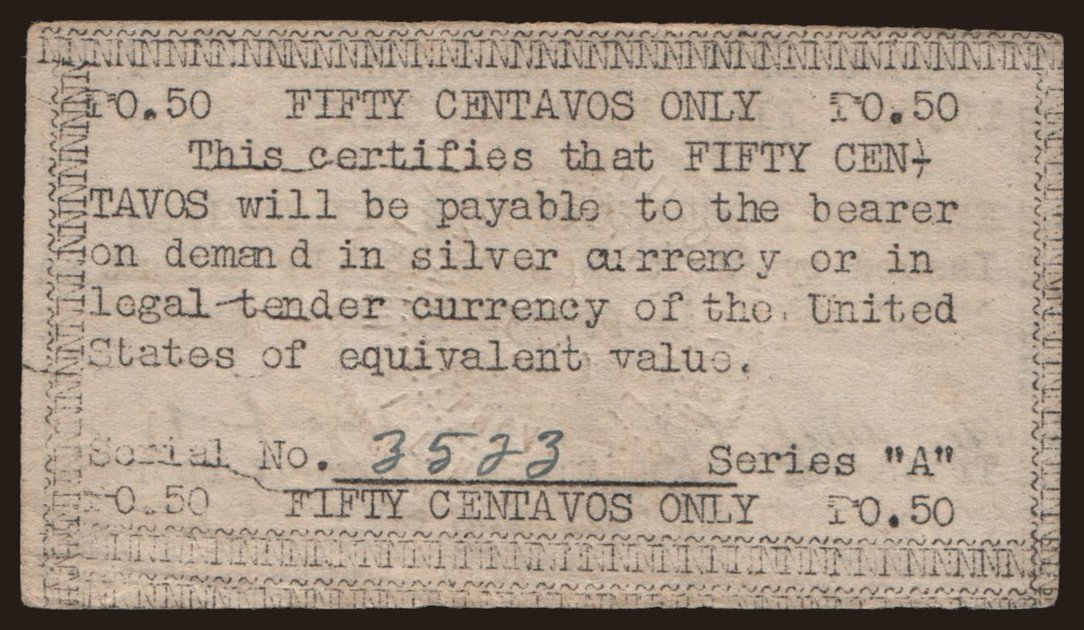 ₱0.50 FIFTY CENTAVOS ONLY ₱0.50
This certifies that FIFTY CEN-
TAVOS will be payable to the bearer
on demand in silver currency or in
legal-tender currency of the United
States of equivalent value.
Serial No. 3523 Series "A"
₱0.50 FIFTY CENTAVOS ONLY ₱0.50